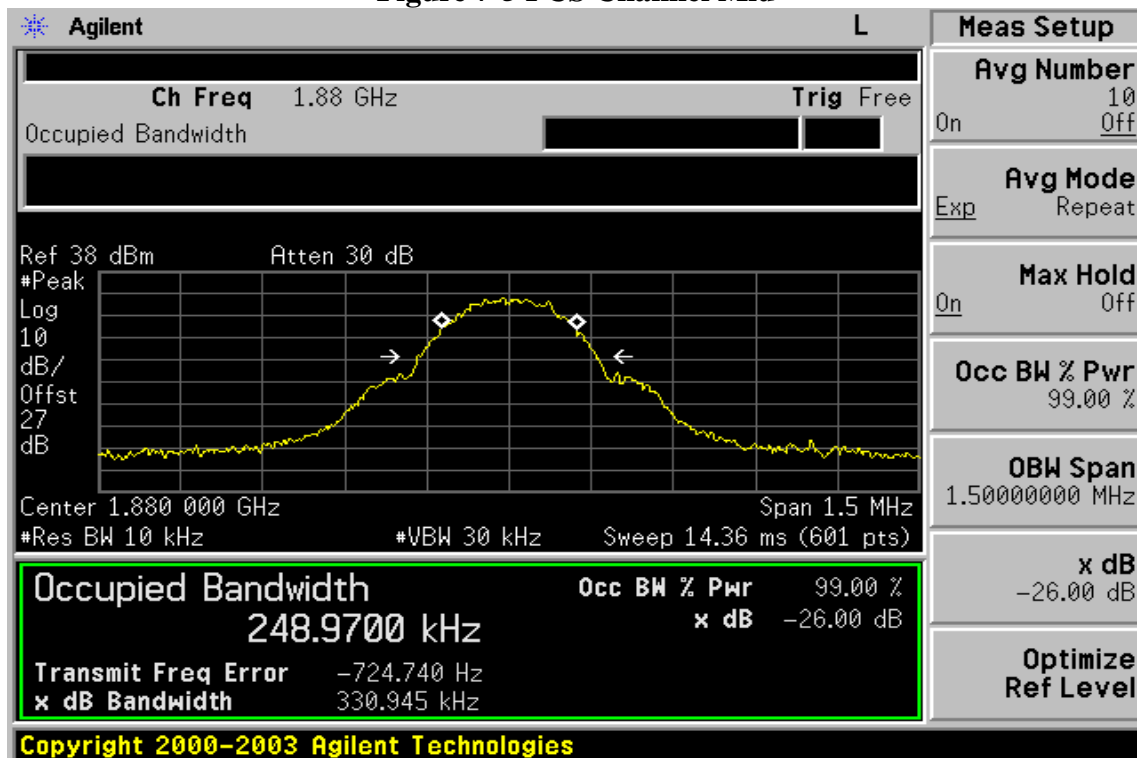 Agilent L Meas Setup
Ch Freq 1.88 GHz Trig Free
Occupied Bandwidth
Avg Number
10
On Off
Avg Mode
Exp Repeat
Max Hold
On Off
Occ BW % Pwr
99.00 %
OBW Span
1.50000000 MHz
x dB
-26.00 dB
Optimize
Ref Level
Ref 38 dBm Atten 30 dB
#Peak
Log
10
dB/
Offst
27
dB
Center 1.880 000 GHz Span 1.5 MHz
#Res BW 10 kHz #VBW 30 kHz Sweep 14.36 ms (601 pts)
Occupied Bandwidth Occ BW % Pwr 99.00 %
248.9700 kHz x dB -26.00 dB
Transmit Freq Error -724.740 Hz
x dB Bandwidth 330.945 kHz
Copyright 2000-2003 Agilent Technologies